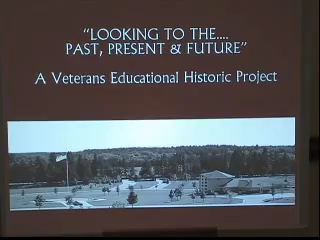 “LOOKING TO THE....
PAST, PRESENT & FUTURE”
A Veterans Educational Historic Project